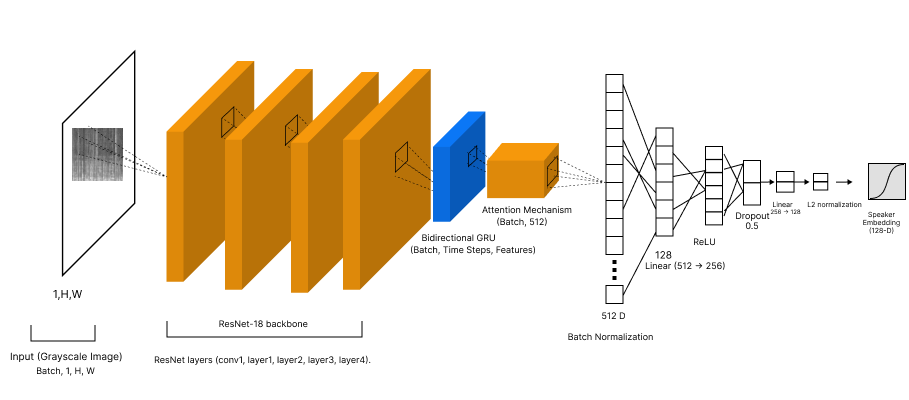 1,H,W
Input (Grayscale Image)
Batch, 1, H, W
ResNet-18 backbone
ResNet layers (conv1, layer1, layer2, layer3, layer4).
Bidirectional GRU
(Batch, Time Steps, Features)
Attention Mechanism
(Batch, 512)
512 D
Batch Normalization
128
Linear (512 → 256)
ReLU
Dropout
0.5
Linear
256 → 128
L2 normalization
Speaker
Embedding
(128-D)